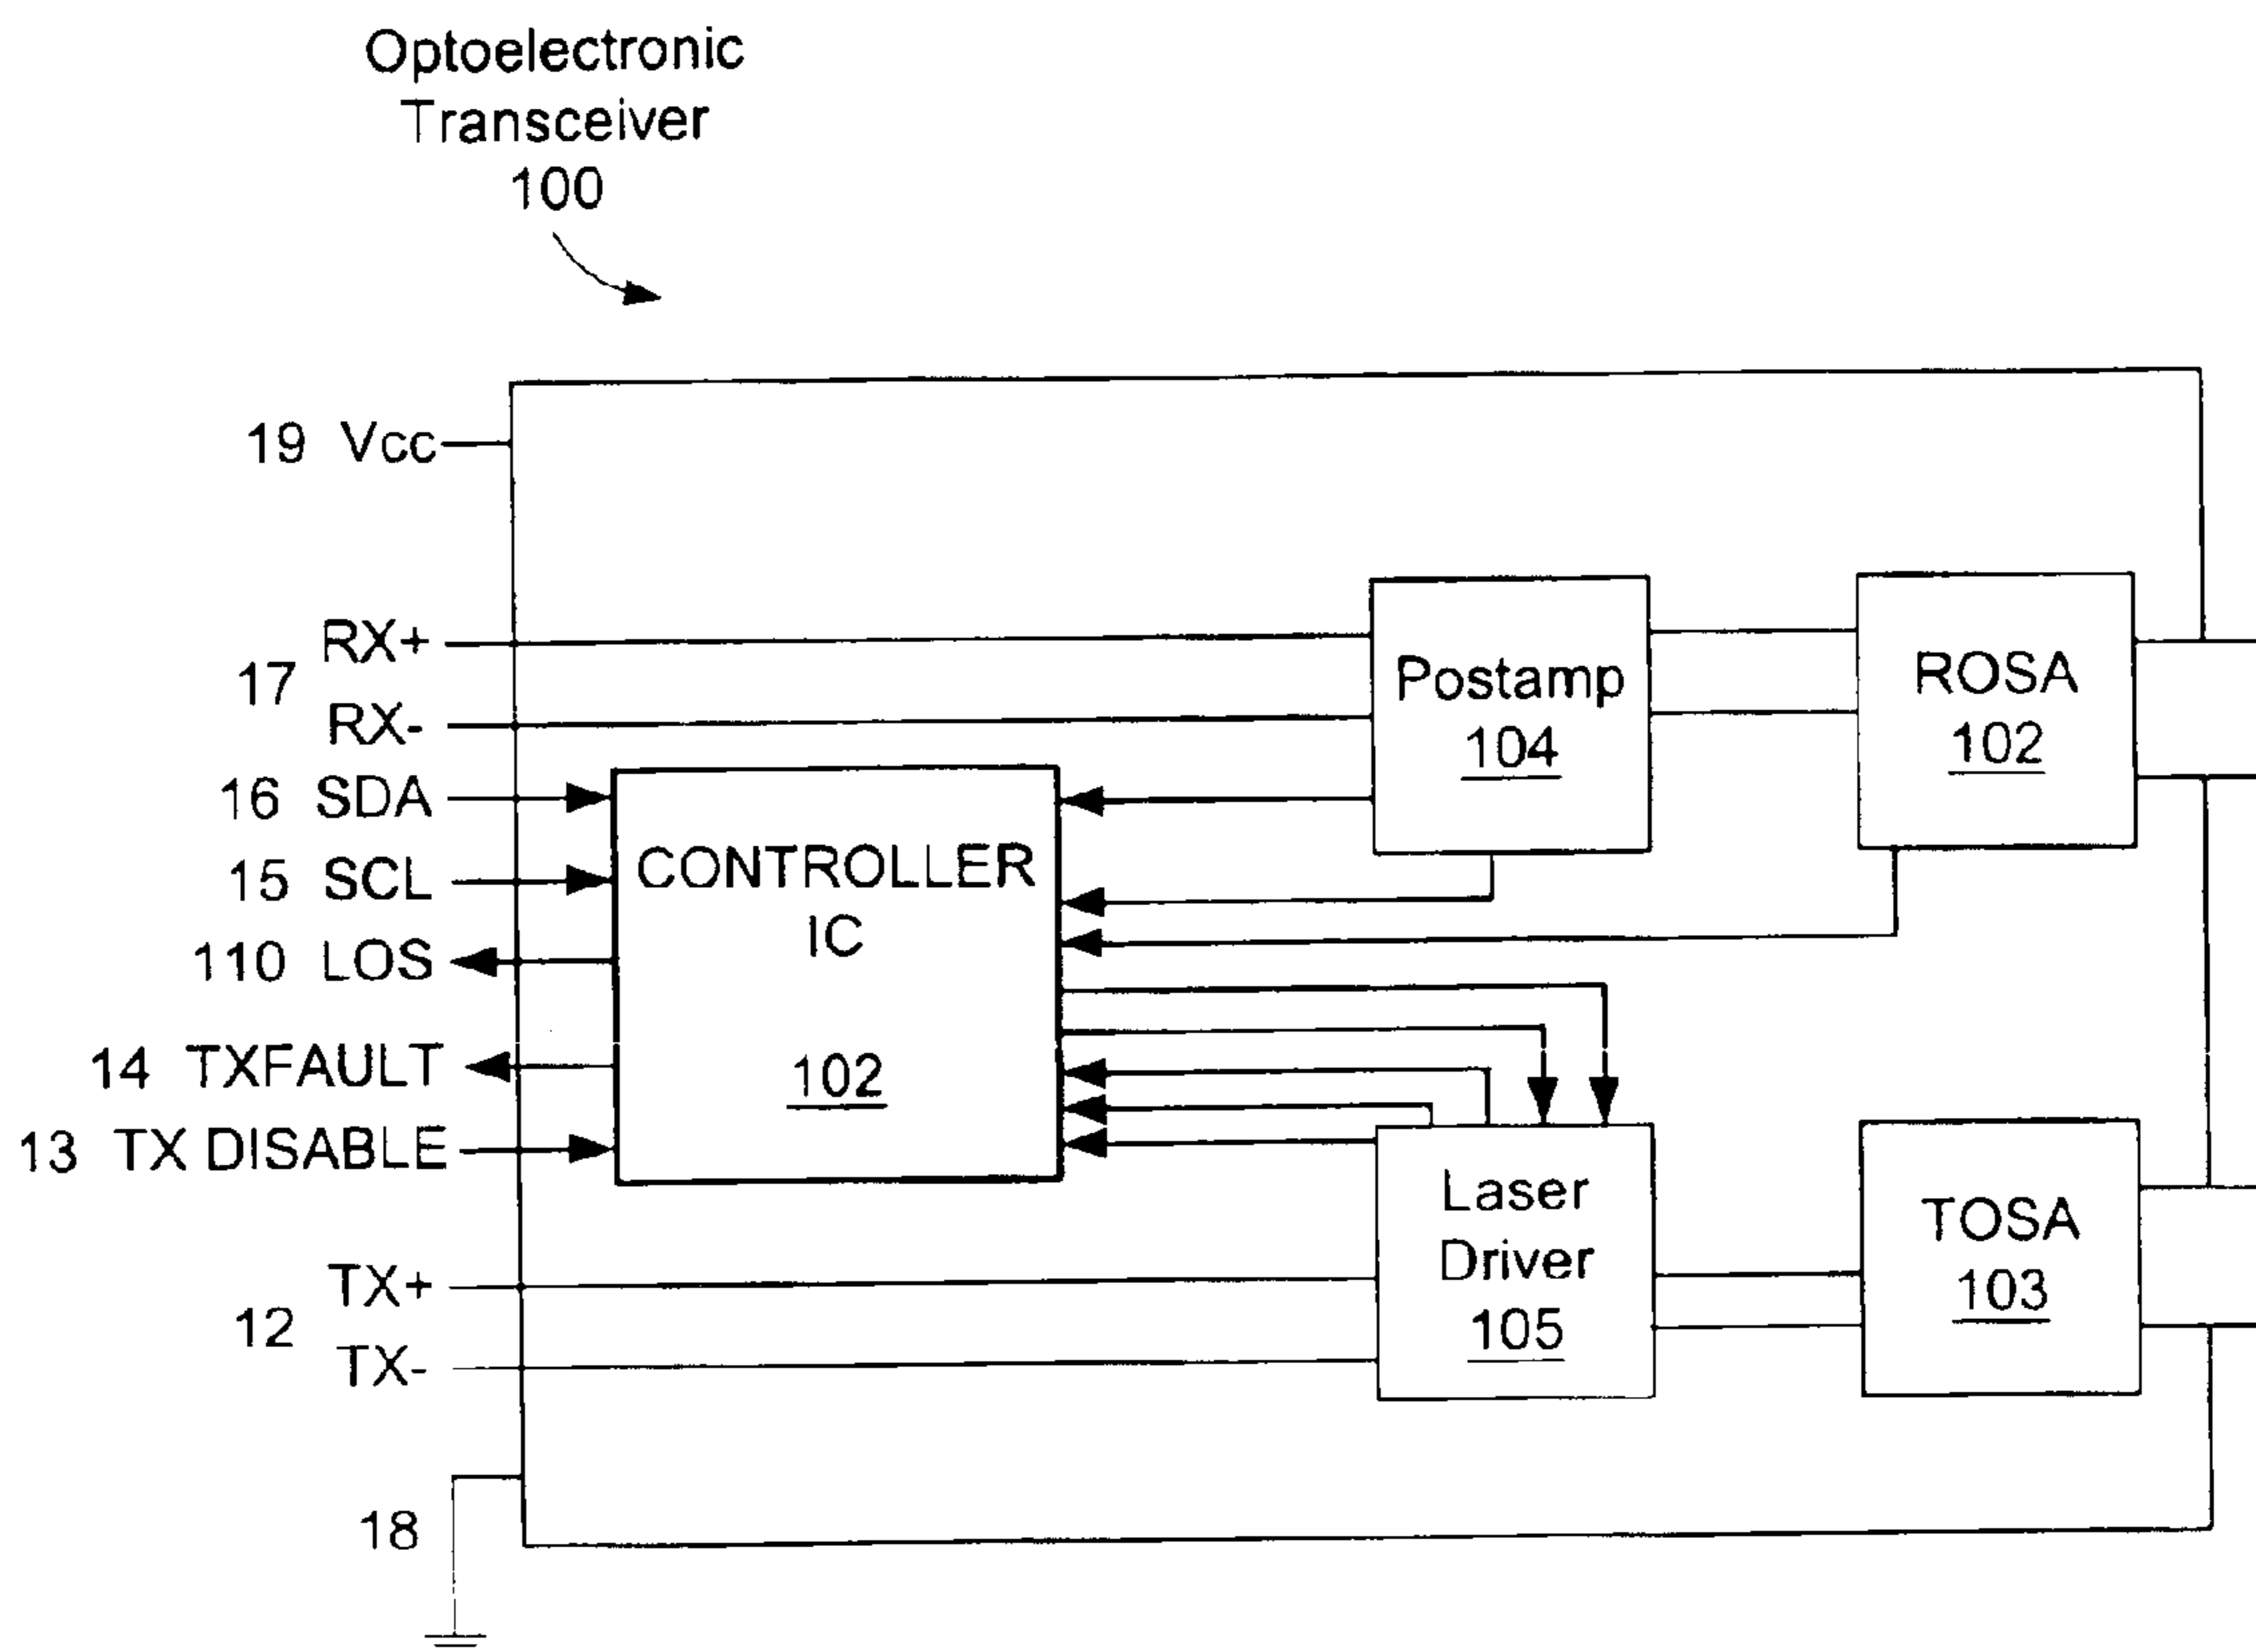 Optoelectronic
Transceiver
100
19 Vcc
RX+
17
RX-
16 SDA
15 SCL
110 LOS
14 TXFAULT
13 TX DISABLE
TX+
12
TX-
18
CONTROLLER
IC
102
Postamp
104
ROSA
102
Laser
Driver
105
TOSA
103